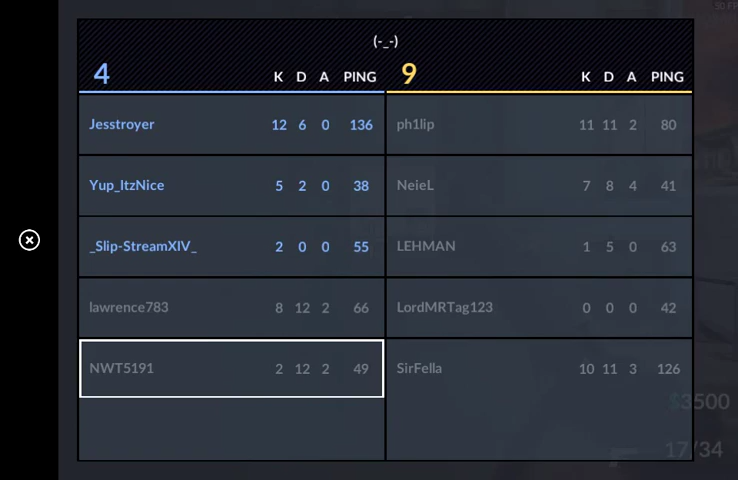 50 FP
(-_-)
4 K D A PING 9 K D A PING
Jesstroyer 12 6 0 136 ph1lip 11 11 2 80
Yup_ItzNice 5 2 0 38 NeieL 7 8 4 41
_Slip-StreamXIV_ 2 0 0 55 LEHMAN 1 5 0 63
lawrence783 8 12 2 66 LordMRTag123 0 0 0 42
NWT5191 2 12 2 49 SirFella 10 11 3 126
$3500
17/34